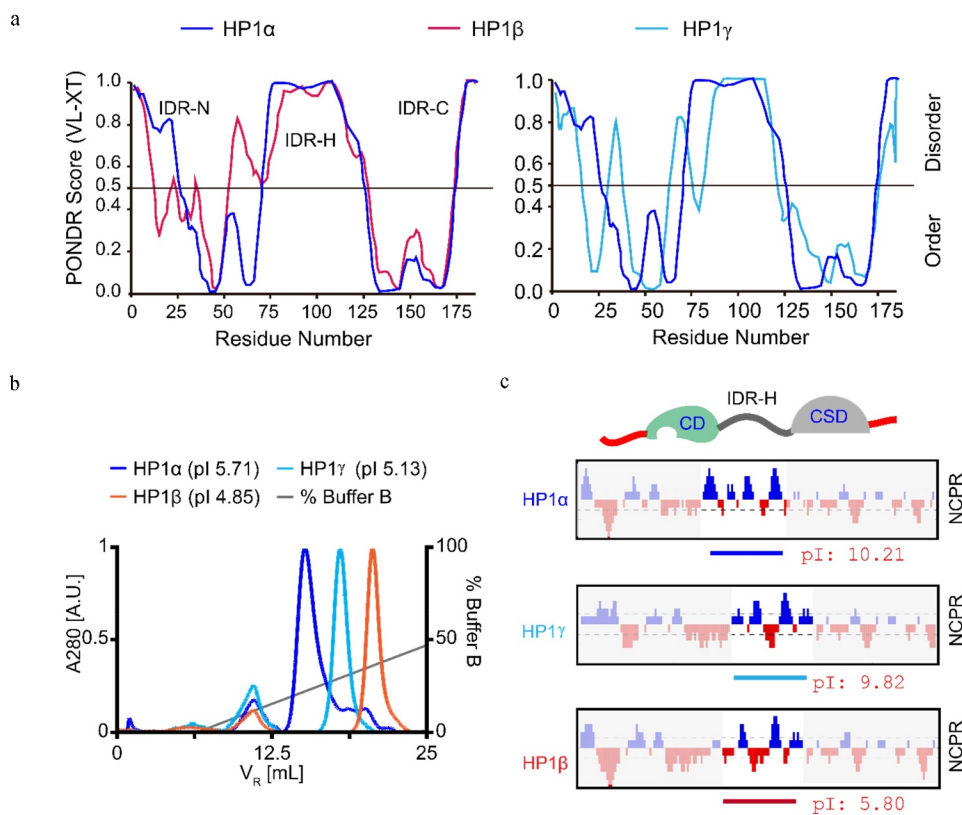 a
HP1α HP1β HP1γ
PONDR Score (VL-XT)
1.0
0.8
0.6
0.5
0.4
0.2
0.0
IDR-N
IDR-H
IDR-C
0 25 50 75 100 125 150 175
Residue Number
1.0
0.8
0.6
0.5
0.4
0.2
0.0
0 25 50 75 100 125 150 175
Residue Number
Disorder
Order
b
HP1α (pI 5.71) HP1γ (pI 5.13)
HP1β (pI 4.85) % Buffer B
A280 [A.U.]
1
0.5
0
100
50
0
% Buffer B
0 12.5 25
VR [mL]
c
IDR-H
CD
CSD
HP1α
NCPR
pI: 10.21
HP1γ
NCPR
pI: 9.82
HP1β
NCPR
pI: 5.80